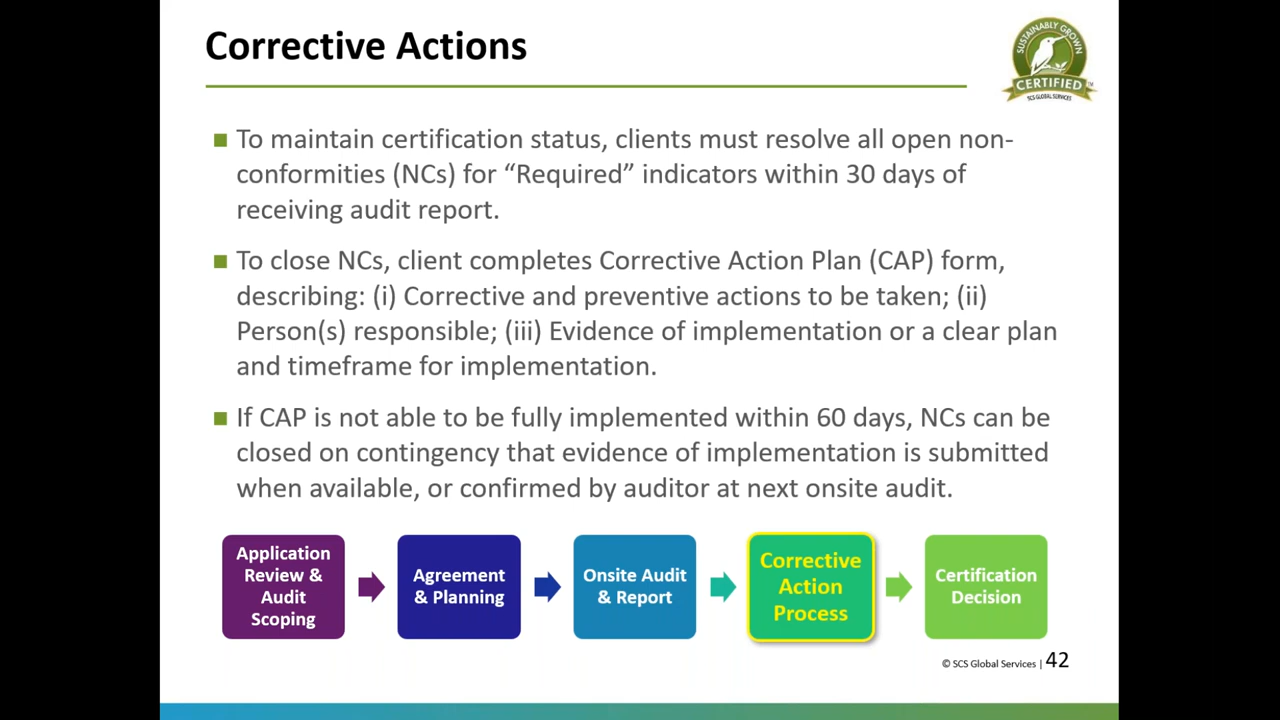 Corrective Actions
SUSTAINABLY GROWN
CERTIFIED
SCS GLOBAL SERVICES
TM
To maintain certification status, clients must resolve all open non-
conformities (NCs) for “Required” indicators within 30 days of
receiving audit report.
To close NCs, client completes Corrective Action Plan (CAP) form,
describing: (i) Corrective and preventive actions to be taken; (ii)
Person(s) responsible; (iii) Evidence of implementation or a clear plan
and timeframe for implementation.
If CAP is not able to be fully implemented within 60 days, NCs can be
closed on contingency that evidence of implementation is submitted
when available, or confirmed by auditor at next onsite audit.
Application
Review &
Audit
Scoping
Agreement
& Planning
Onsite Audit
& Report
Corrective
Action
Process
Certification
Decision
© SCS Global Services | 42